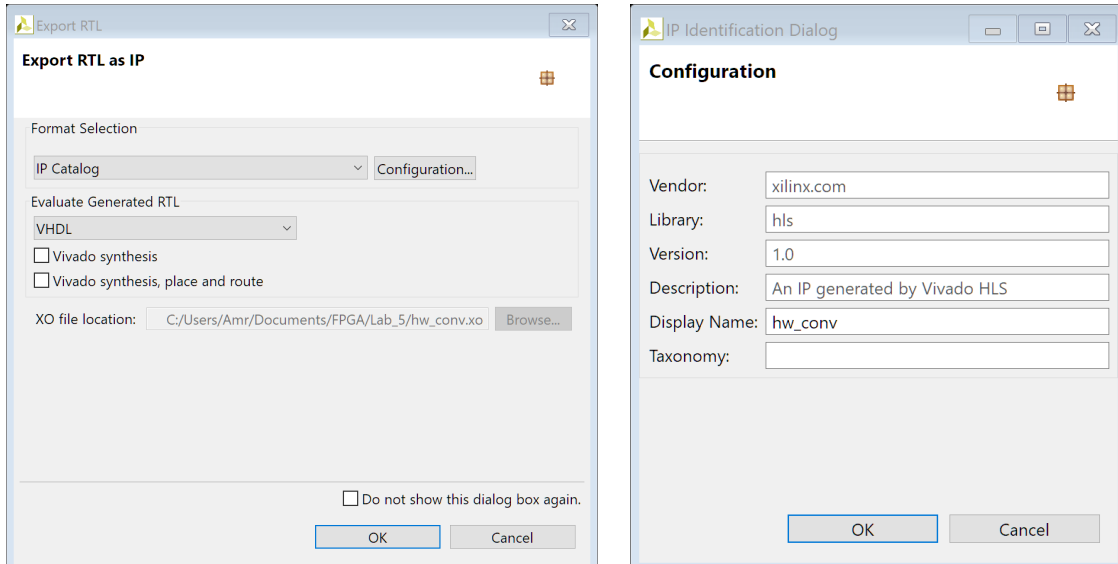 Export RTL
Export RTL as IP
Format Selection
IP Catalog
Configuration...
Evaluate Generated RTL
VHDL
Vivado synthesis
Vivado synthesis, place and route
XO file location: C:/Users/Amr/Documents/FPGA/Lab_5/hw_conv.xo Browse...
Do not show this dialog box again.
OK Cancel
IP Identification Dialog
Configuration
Vendor: xilinx.com
Library: hls
Version: 1.0
Description: An IP generated by Vivado HLS
Display Name: hw_conv
Taxonomy:
OK Cancel